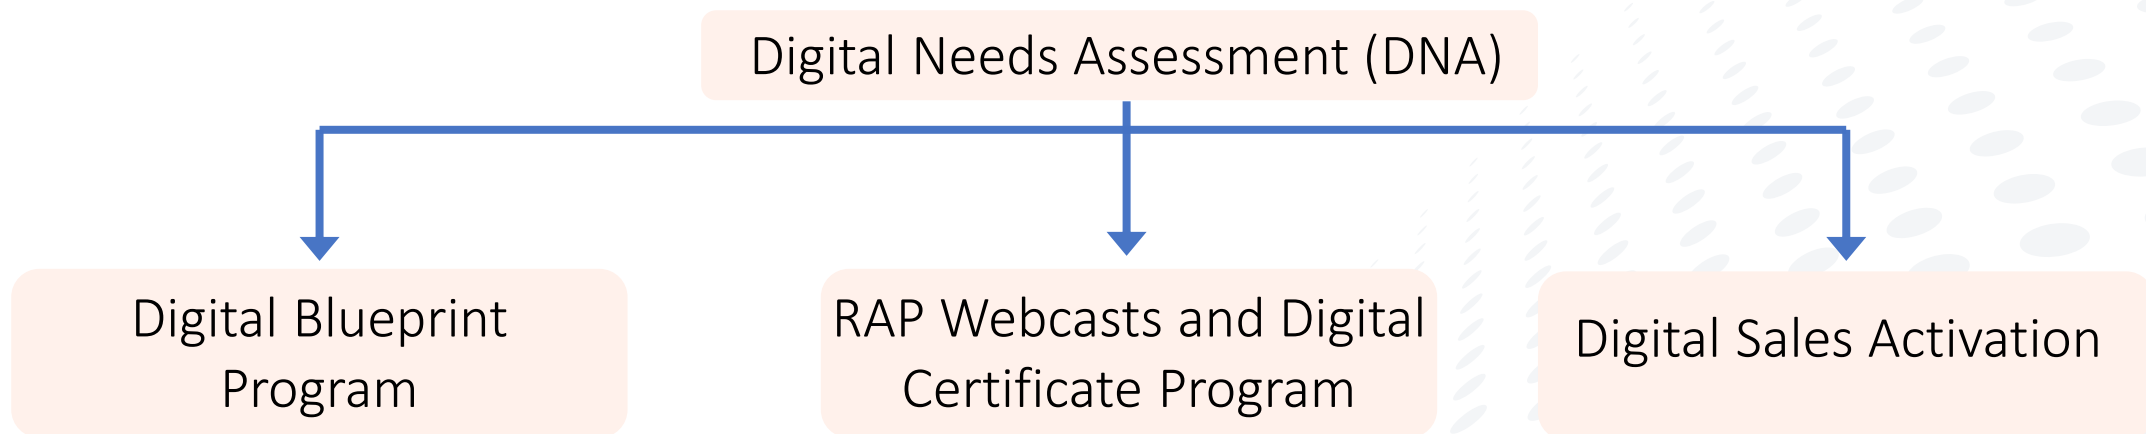 Digital Needs Assessment (DNA)
Digital Blueprint
Program
RAP Webcasts and Digital
Certificate Program
Digital Sales Activation